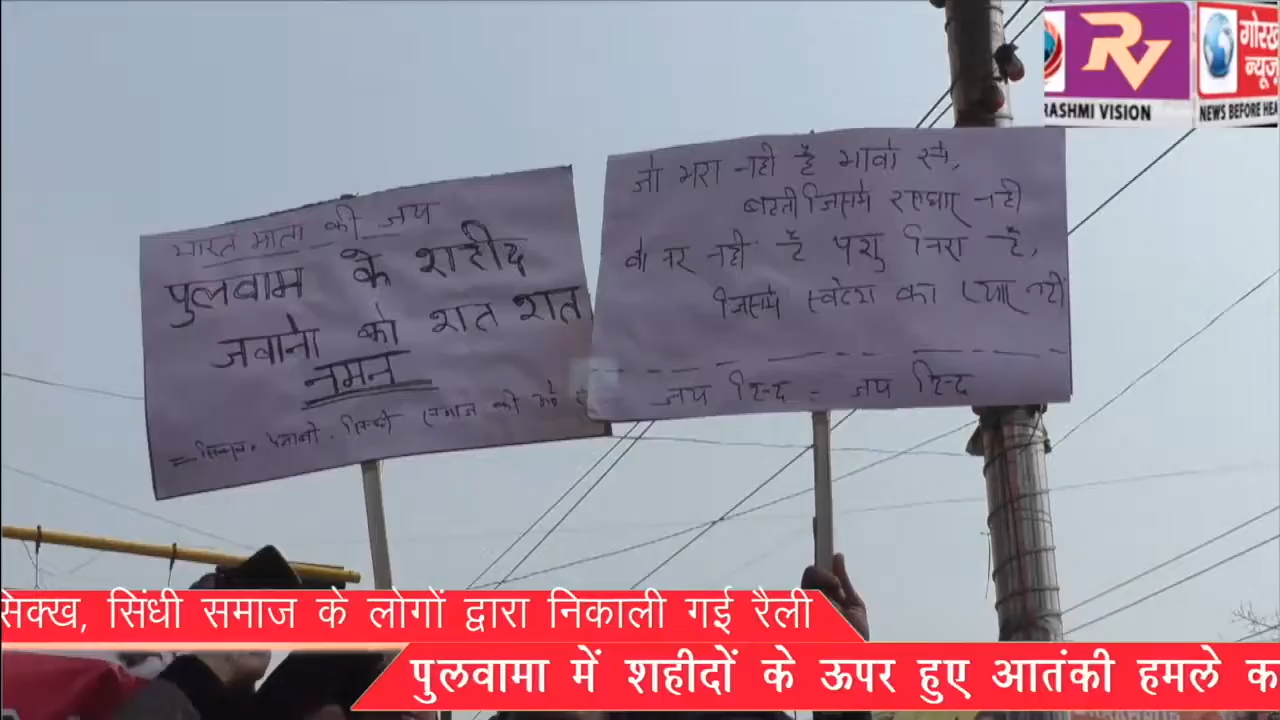 RASHMI VISION
गोरख
न्यूज़
NEWS BEFORE HEA
भारत माता की जय
पुलवाम के शहीद
जवानो को शत शत
नमन
समाज की
जो भरा नही है भावो से,
बहती जिसमे रसधार नही
वो नर नही है पशु निरा है,
जिसमे स्वदेश का प्यार नहीं
जय हिन्द = जय हिन्द
सिक्ख, सिंधी समाज के लोगों द्वारा निकाली गई रैली
पुलवामा में शहीदों के ऊपर हुए आतंकी हमले क